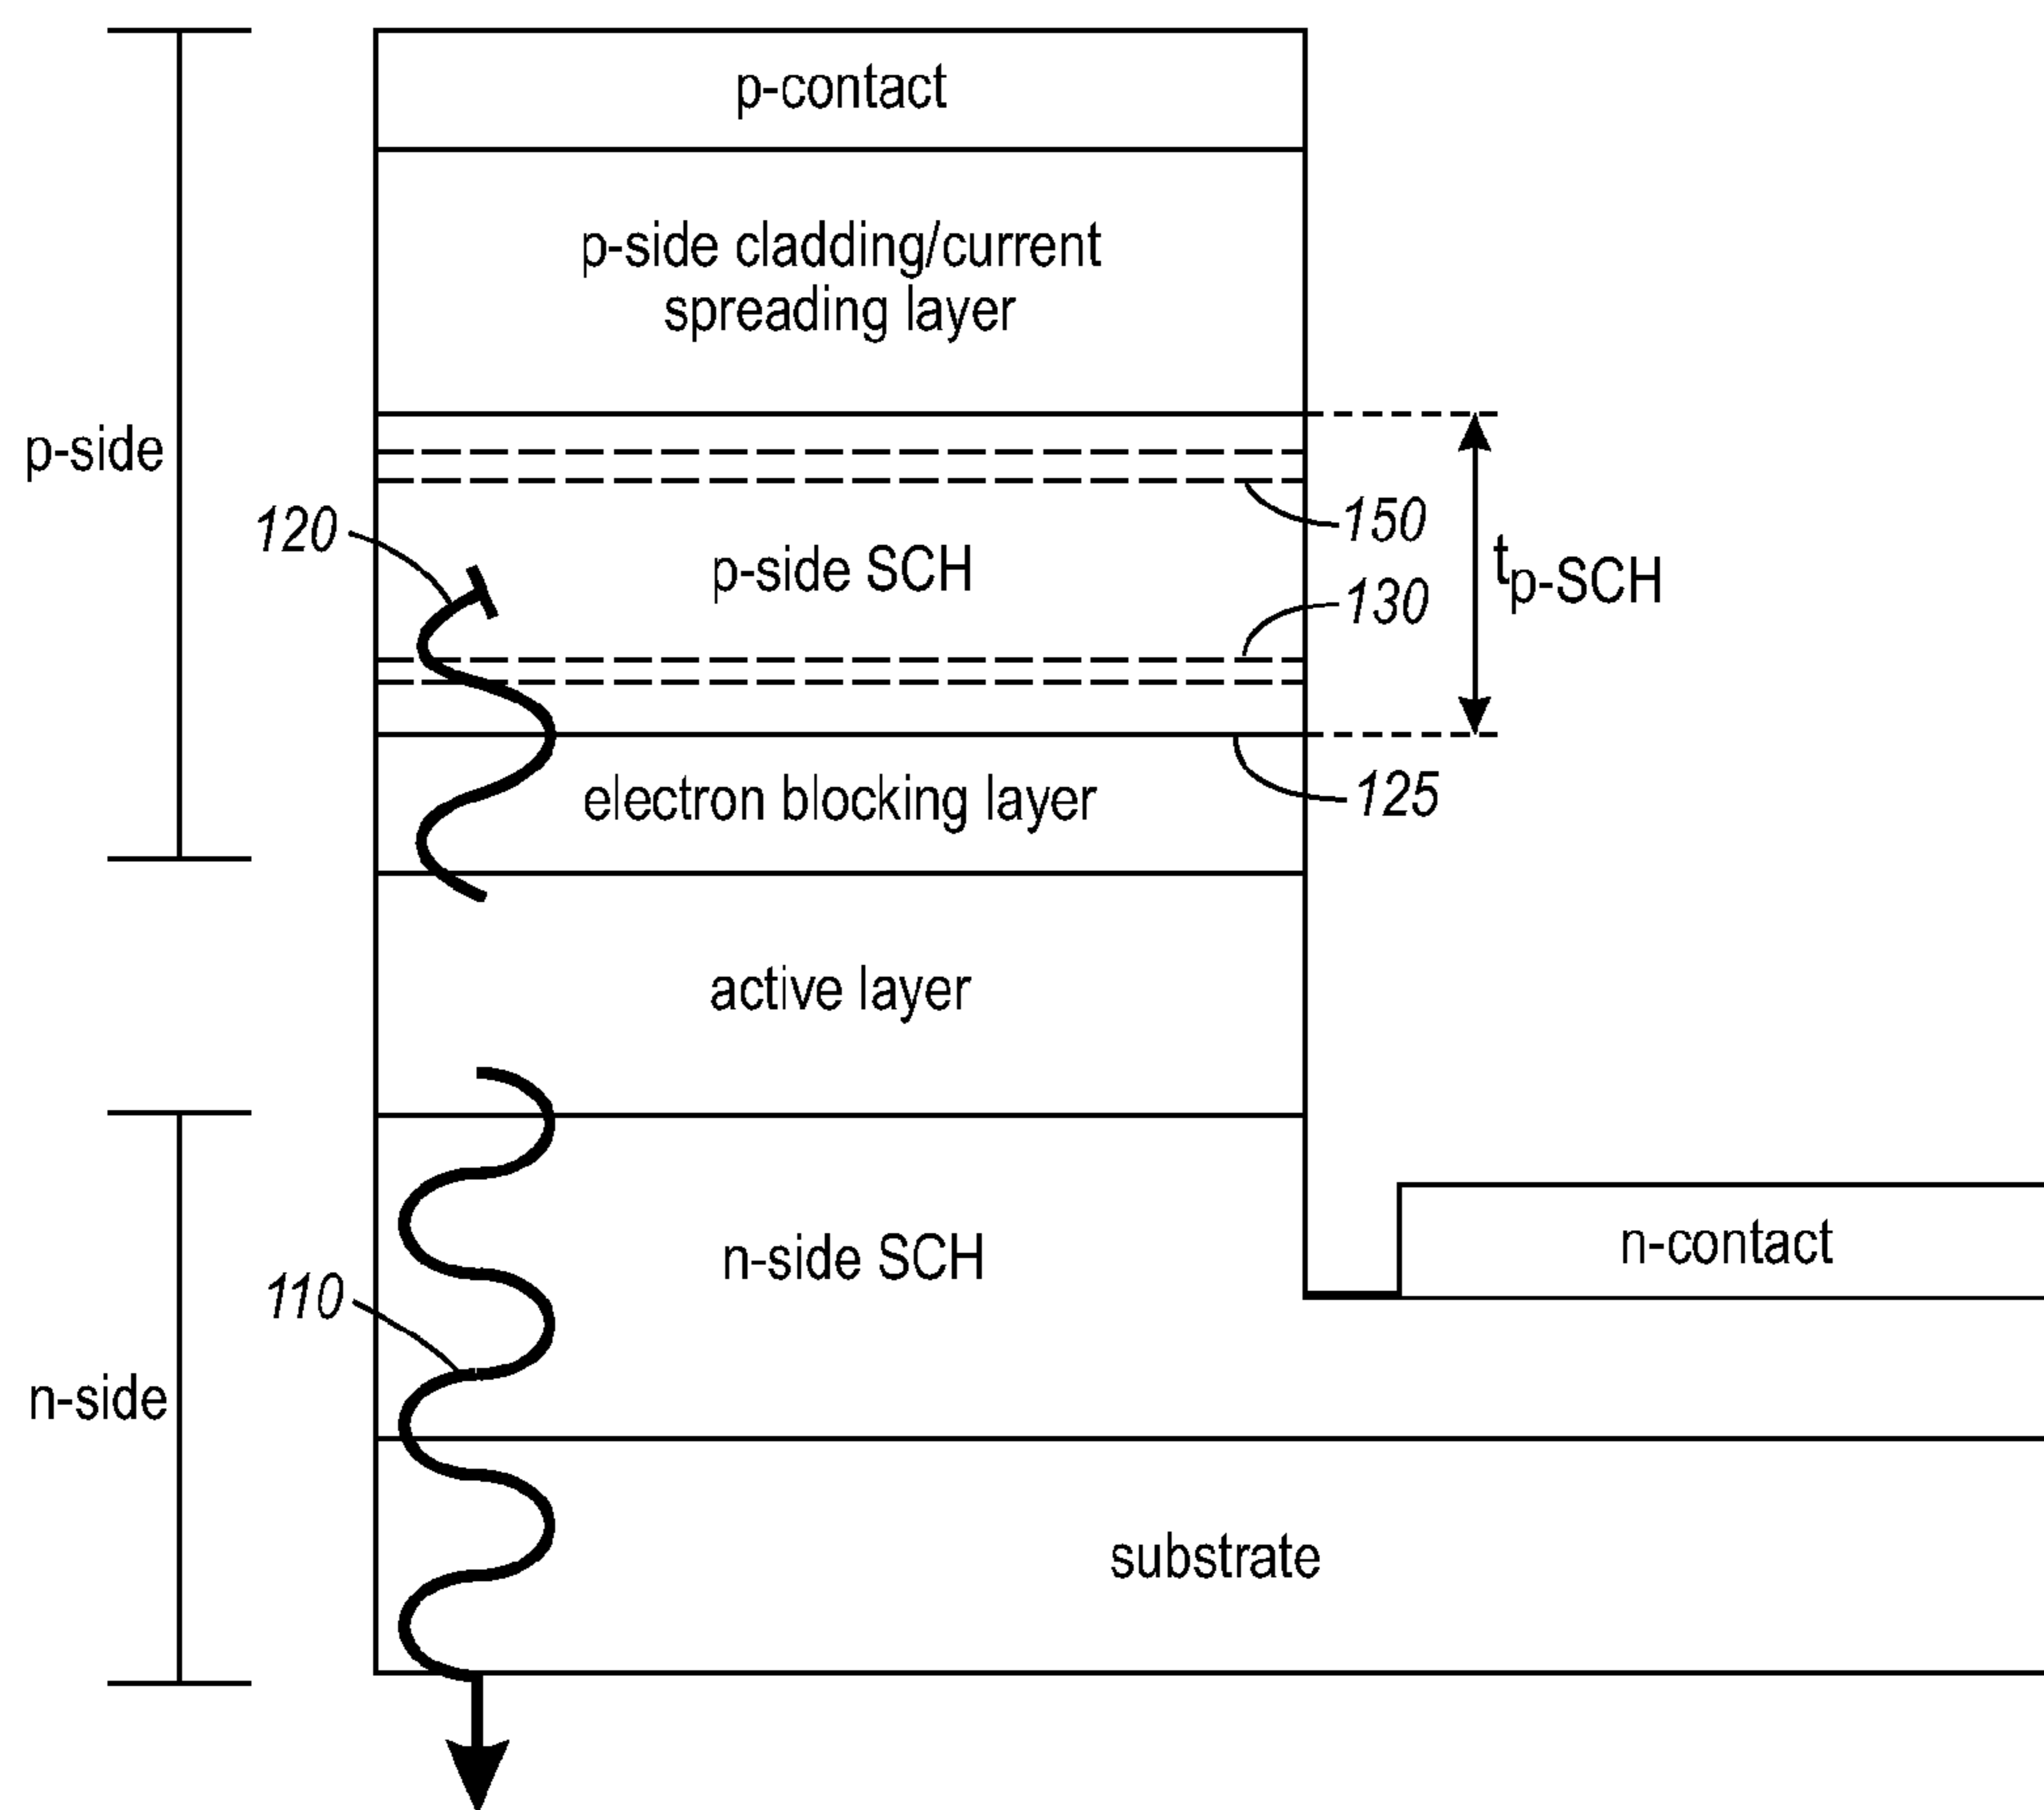 p-contact
p-side cladding/current
spreading layer
p-side
120
150
p-side SCH
130
tp-SCH
electron blocking layer
125
active layer
n-contact
n-side SCH
110
n-side
substrate